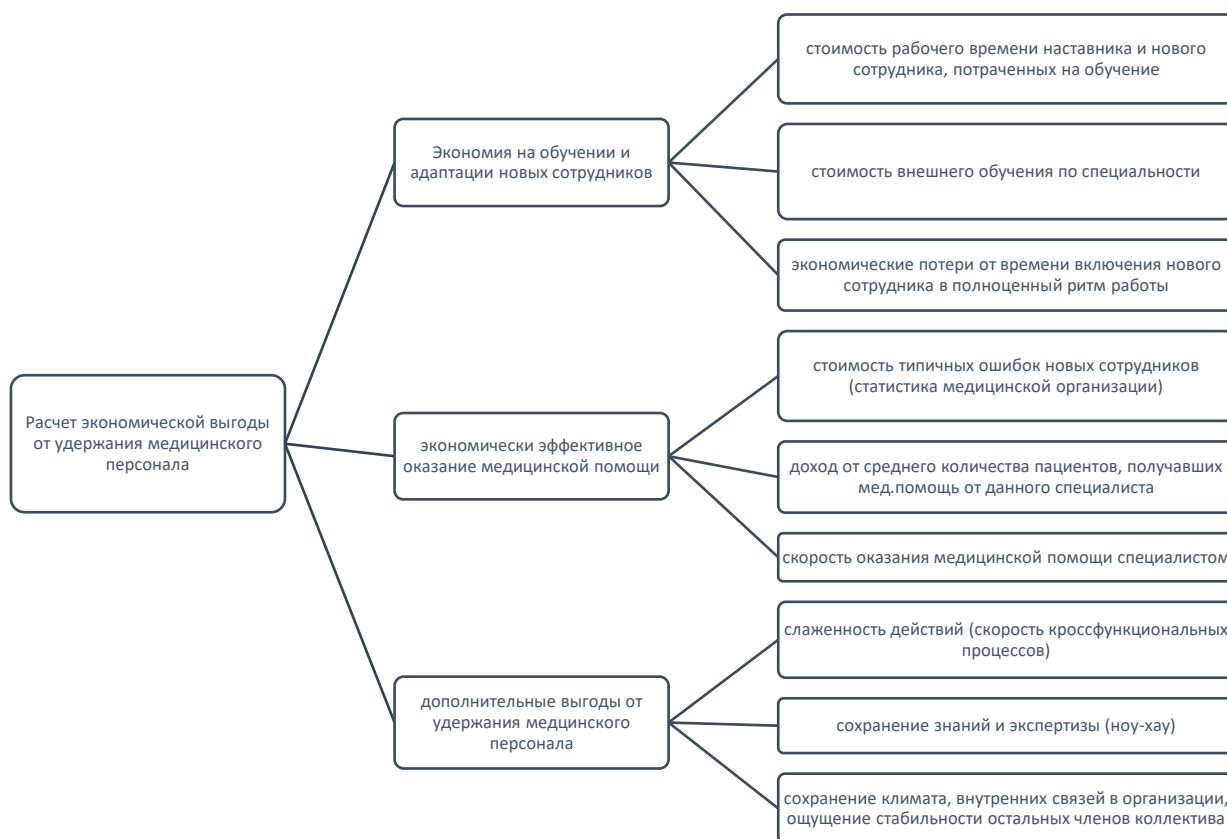 Расчет экономической выгоды
от удержания медицинского
персонала
Экономия на обучении и
адаптации новых сотрудников
стоимость рабочего времени наставника и нового
сотрудника, потраченных на обучение
стоимость внешнего обучения по специальности
экономические потери от времени включения нового
сотрудника в полноценный ритм работы
экономически эффективное
оказание медицинской помощи
стоимость типичных ошибок новых сотрудников
(статистика медицинской организации)
доход от среднего количества пациентов, получавших
мед.помощь от данного специалиста
скорость оказания медицинской помощи специалистом
дополнительные выгоды от
удержания медцинского
персонала
слаженность действий (скорость кроссфункциональных
процессов)
сохранение знаний и экспертизы (ноу-хау)
сохранение климата, внутренних связей в организации,
ощущение стабильности остальных членов коллектива